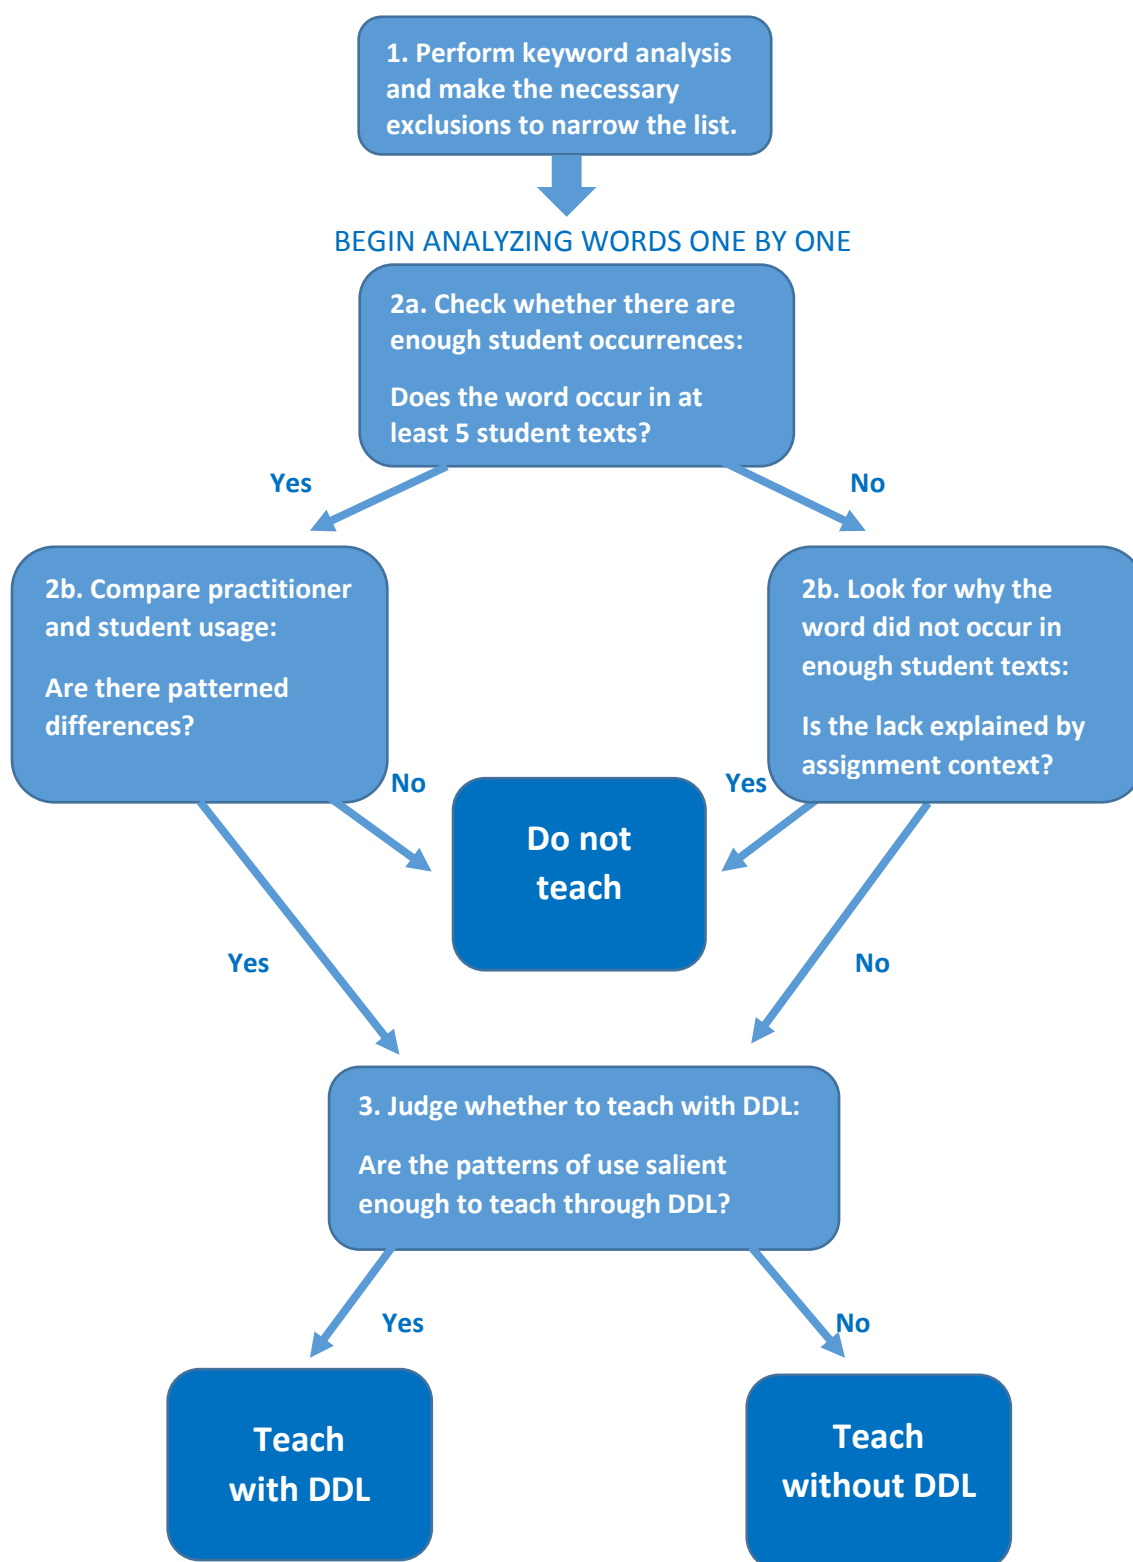 1. Perform keyword analysis
and make the necessary
exclusions to narrow the list.
BEGIN ANALYZING WORDS ONE BY ONE
2a. Check whether there are
enough student occurrences:
Does the word occur in at
least 5 student texts?
Yes
No
2b. Compare practitioner
and student usage:
Are there patterned
differences?
2b. Look for why the
word did not occur in
enough student texts:
Is the lack explained by
assignment context?
No
Yes
Do not
teach
Yes
No
3. Judge whether to teach with DDL:
Are the patterns of use salient
enough to teach through DDL?
Yes
No
Teach
with DDL
Teach
without DDL